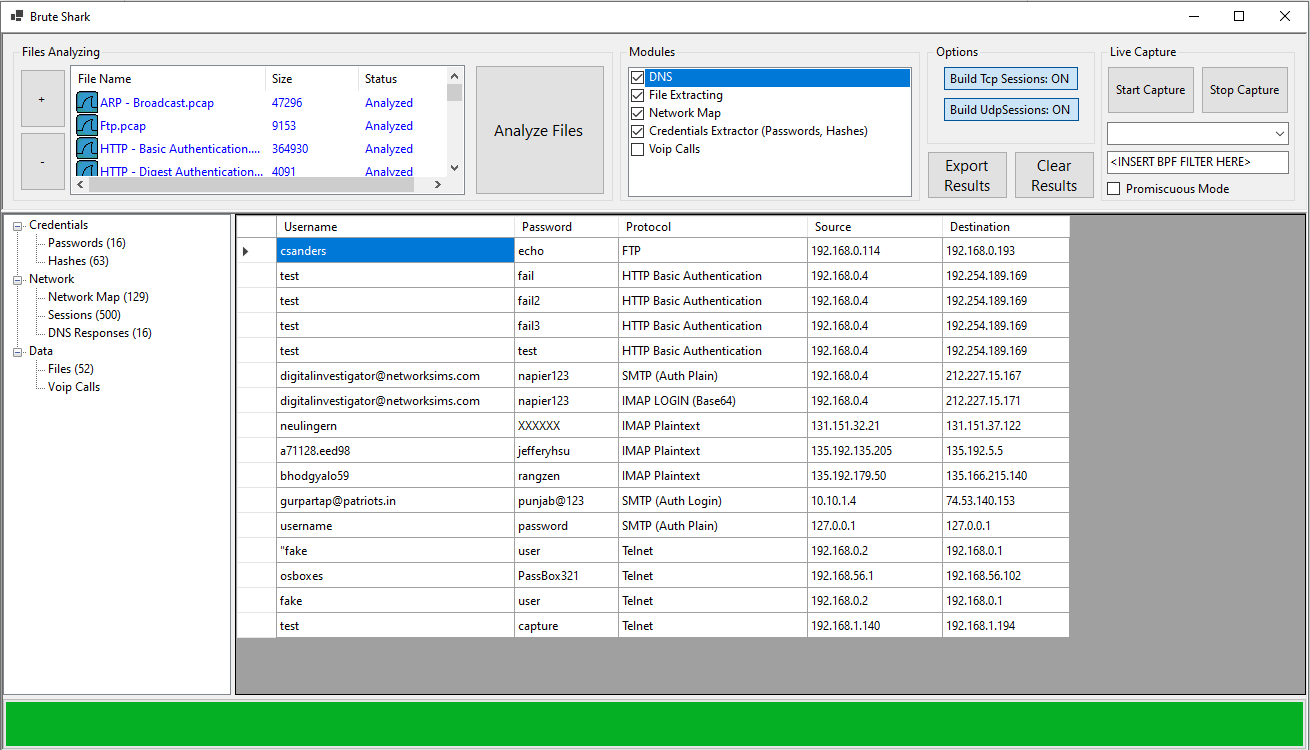 Brute Shark
Files Analyzing
File Name Size Status
ARP - Broadcast.pcap 47296 Analyzed
Ftp.pcap 9153 Analyzed
HTTP - Basic Authentication.... 364930 Analyzed
HTTP - Digest Authentication... 4091 Analyzed
+
-
Analyze Files
Modules
DNS
File Extracting
Network Map
Credentials Extractor (Passwords, Hashes)
Voip Calls
Options
Build Tcp Sessions: ON
Build UdpSessions: ON
Export Results
Clear Results
Live Capture
Start Capture
Stop Capture
<INSERT BPF FILTER HERE>
Promiscuous Mode
Credentials
Passwords (16)
Hashes (63)
Network
Network Map (129)
Sessions (500)
DNS Responses (16)
Data
Files (52)
Voip Calls
Username Password Protocol Source Destination
csanders echo FTP 192.168.0.114 192.168.0.193
test fail HTTP Basic Authentication 192.168.0.4 192.254.189.169
test fail2 HTTP Basic Authentication 192.168.0.4 192.254.189.169
test fail3 HTTP Basic Authentication 192.168.0.4 192.254.189.169
test test HTTP Basic Authentication 192.168.0.4 192.254.189.169
digitalinvestigator@networksims.com napier123 SMTP (Auth Plain) 192.168.0.4 212.227.15.167
digitalinvestigator@networksims.com napier123 IMAP LOGIN (Base64) 192.168.0.4 212.227.15.171
neulingern XXXXXX IMAP Plaintext 131.151.32.21 131.151.37.122
a71128.eed98 jefferyhsu IMAP Plaintext 135.192.135.205 135.192.5.5
bhodgyalo59 rangzen IMAP Plaintext 135.192.179.50 135.166.215.140
gurpartap@patriots.in punjab@123 SMTP (Auth Login) 10.10.1.4 74.53.140.153
username password SMTP (Auth Plain) 127.0.0.1 127.0.0.1
"fake user Telnet 192.168.0.2 192.168.0.1
osboxes PassBox321 Telnet 192.168.56.1 192.168.56.102
fake user Telnet 192.168.0.2 192.168.0.1
test capture Telnet 192.168.1.140 192.168.1.194